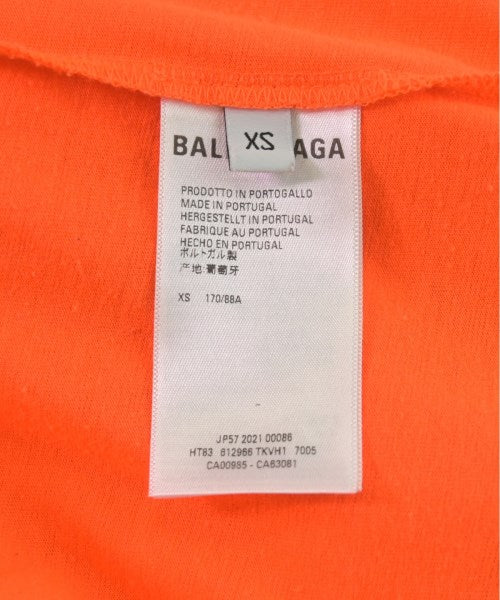 XS
BAL AGA
PRODOTTO IN PORTOGALLO
MADE IN PORTUGAL
HERGESTELLT IN PORTUGAL
FABRIQUE AU PORTUGAL
HECHO EN PORTUGAL
ポルトガル製
产地:葡萄牙
XS 170/88A
-
JP57 2021 00086
HT83 612966 TKVH1 7005
CA00985 - CA63081